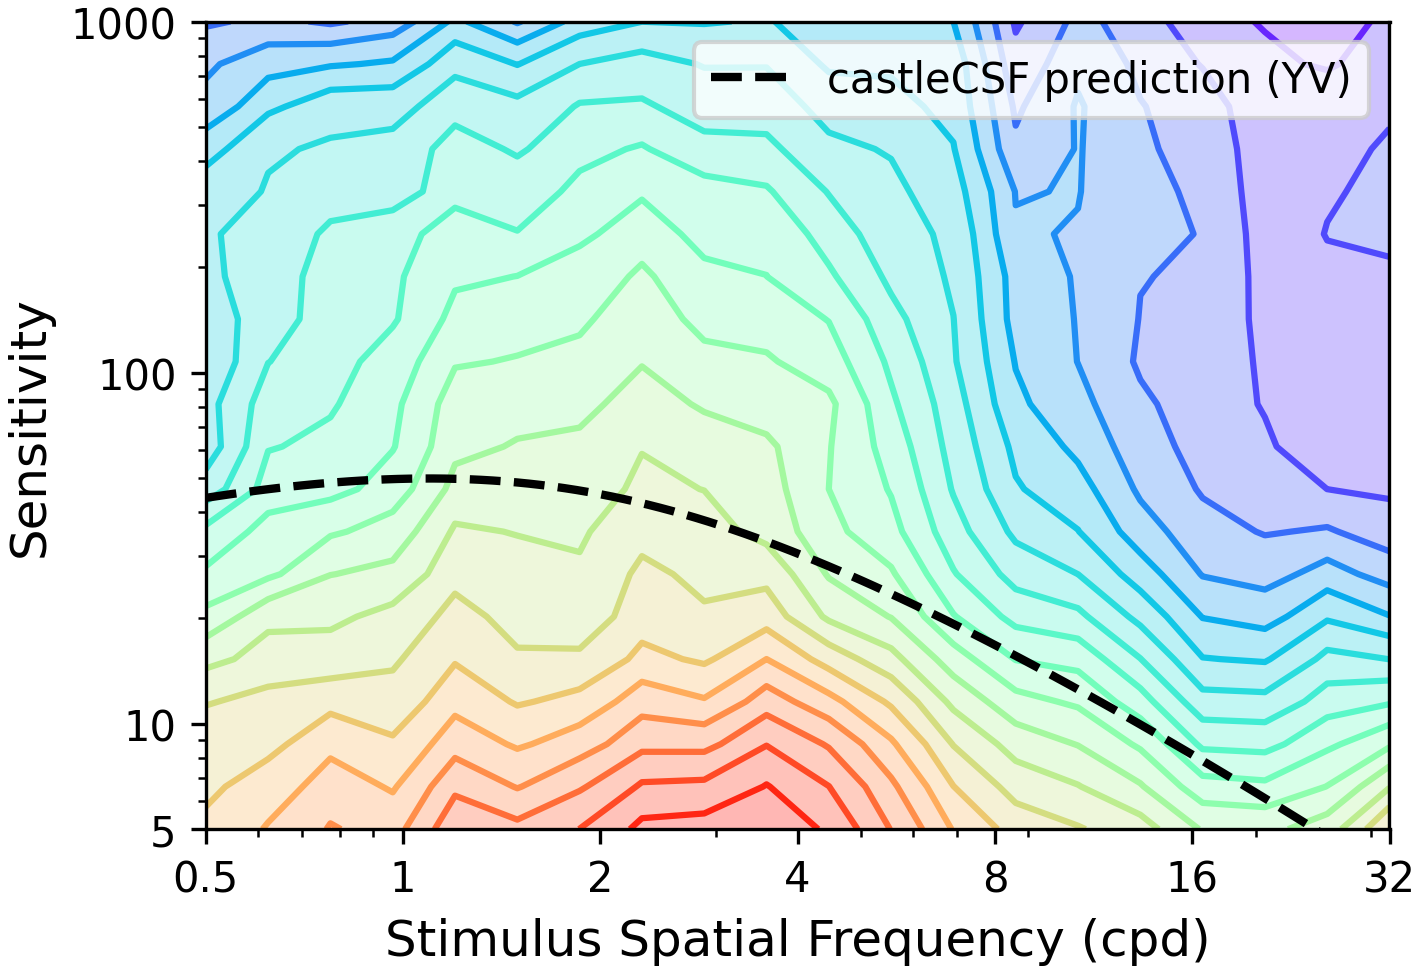 1000
castleCSF prediction (YV)
100
Sensitivity
10
5
0.5 1 2 4 8 16 32
Stimulus Spatial Frequency (cpd)